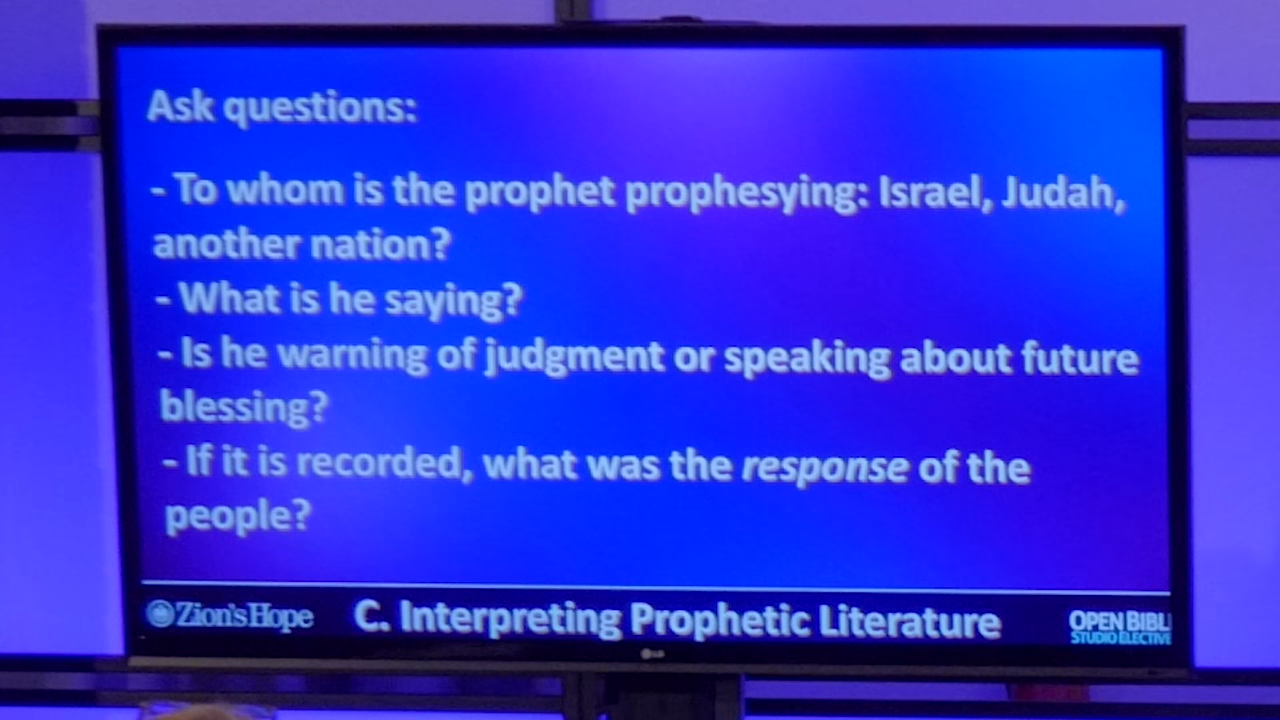 Ask questions:
- To whom is the prophet prophesying: Israel, Judah,
another nation?
- What is he saying?
- Is he warning of judgment or speaking about future
blessing?
- If it is recorded, what was the response of the
people?
Zion's Hope
C. Interpreting Prophetic Literature
OPEN BIBL
STUDIO ELECTIVE
LG